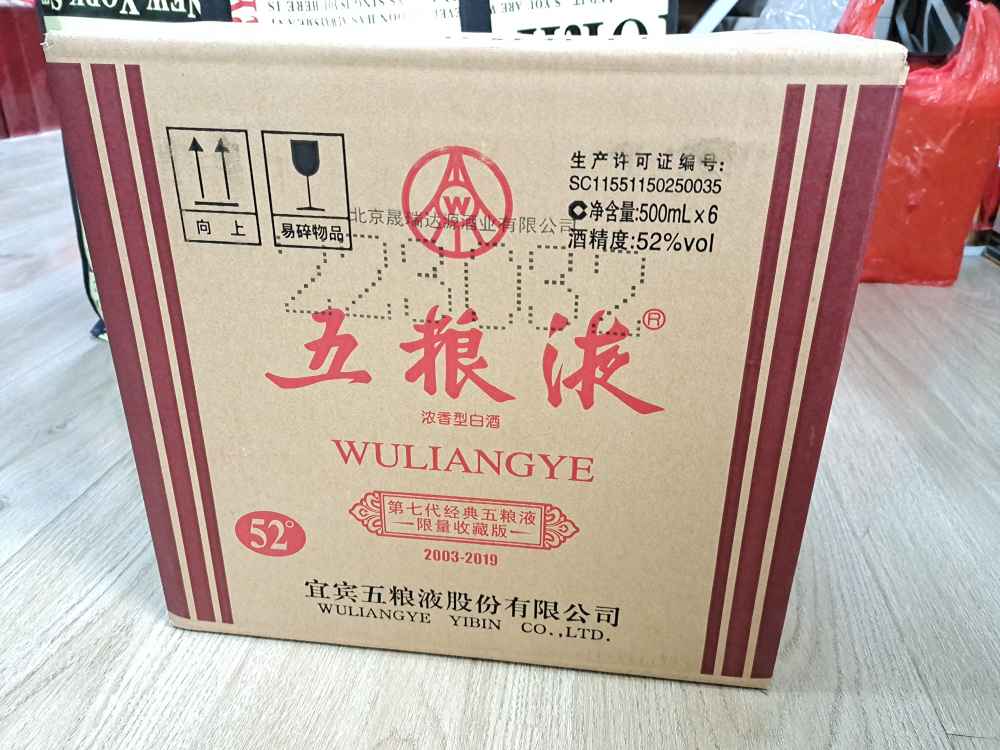 NEW YORK
向 上
易碎物品
北京晟瑞达源酒业有限公司
W
生产许可证编号:
SC11551150250035
净含量:500mL×6
酒精度:52%vol
五粮液®
浓香型白酒
WULIANGYE
第七代经典五粮液
限量收藏版
52°
2003-2019
宜宾五粮液股份有限公司
WULIANGYE YIBIN CO.,LTD.